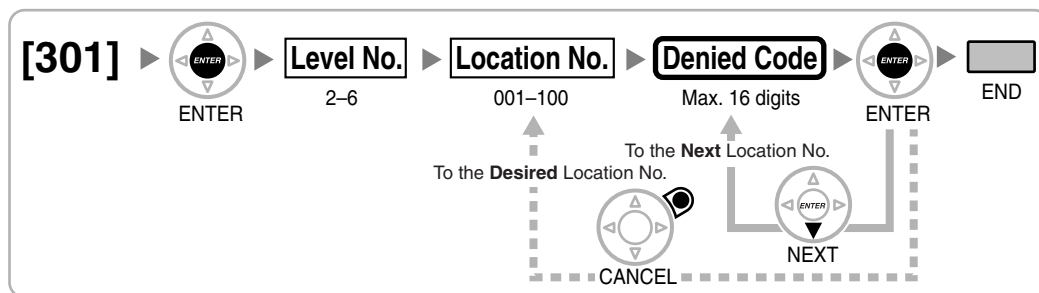 [301]
ENTER
ENTER
Level No.
2–6
Location No.
001–100
Denied Code
Max. 16 digits
ENTER
ENTER
END
To the Next Location No.
To the Desired Location No.
ENTER
NEXT
CANCEL